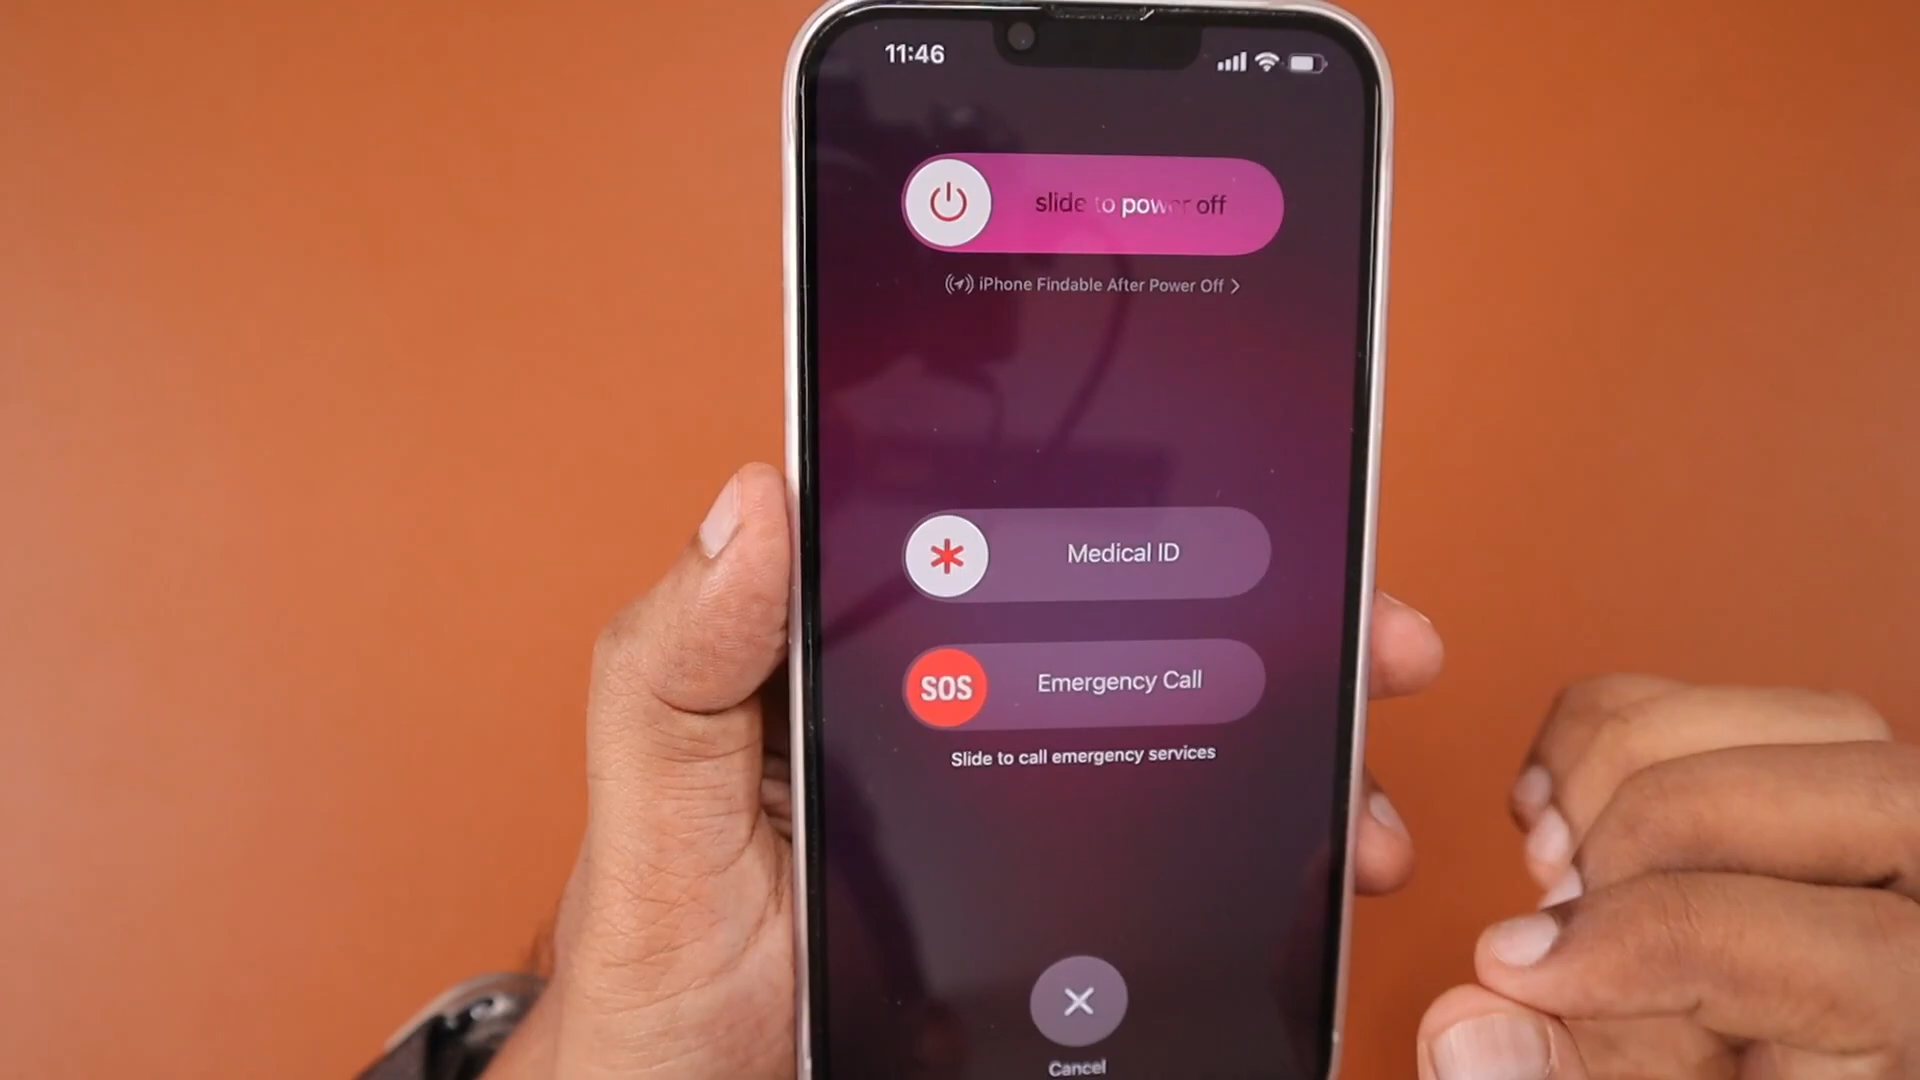 11:46
slide to power off
iPhone Findable After Power Off
Medical ID
SOS
Emergency Call
Slide to call emergency services
Cancel